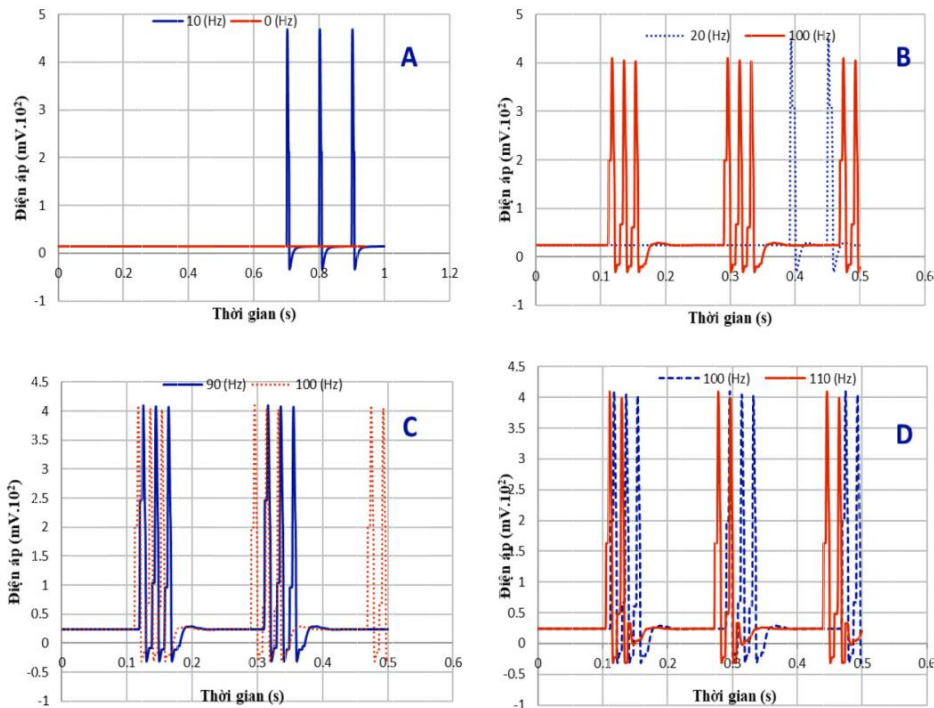 10 (Hz) 0 (Hz)
A
5
4
3
2
1
0
-1
0 0.2 0.4 0.6 0.8 1 1.2
Điện áp (mV.10²)
Thời gian (s)
20 (Hz) 100 (Hz)
B
5
4
3
2
1
0
-1
0 0.1 0.2 0.3 0.4 0.5 0.6
Điện áp (mV.10²)
Thời gian (s)
90 (Hz) 100 (Hz)
C
4.5
4
3.5
3
2.5
2
1.5
1
0.5
0
-0.5
-1
0 0.1 0.2 0.3 0.4 0.5 0.6
Điện áp (mV.10²)
Thời gian (s)
100 (Hz) 110 (Hz)
D
4.5
4
3.5
3
2.5
2
1.5
1
0.5
0
-0.5
-1
0 0.1 0.2 0.3 0.4 0.5 0.6
Điện áp (mV.10²)
Thời gian (s)